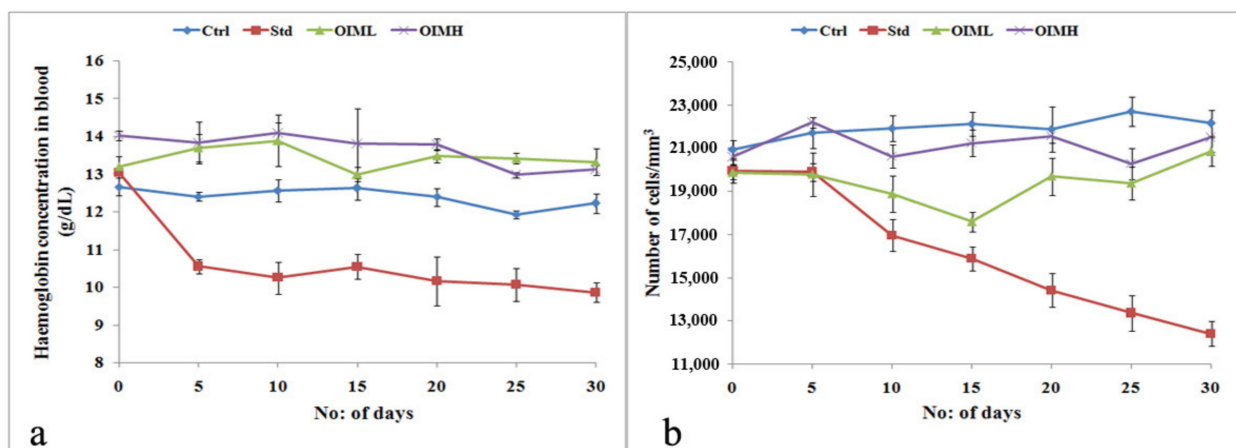 Ctrl Std OIML OIMH
16
15
14
13
12
11
10
9
8
Haemoglobin concentration in blood
(g/dL)
0 5 10 15 20 25 30
No: of days
a
Ctrl Std OIML OIMH
25,000
23,000
21,000
19,000
17,000
15,000
13,000
11,000
Number of cells/mm³
0 5 10 15 20 25 30
No: of days
b